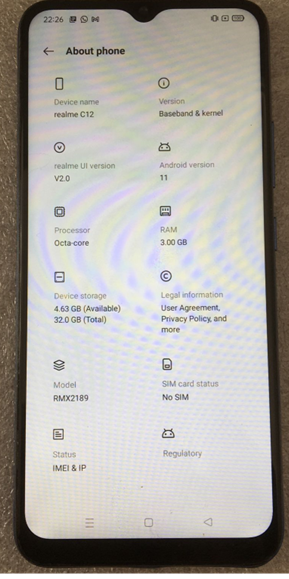 22:26
About phone
Device name
realme C12
Version
Baseband & kernel
realme UI version
V2.0
Android version
11
Processor
Octa-core
RAM
3.00 GB
Device storage
4.63 GB (Available)
32.0 GB (Total)
Legal information
User Agreement,
Privacy Policy, and
more
Model
RMX2189
SIM card status
No SIM
Status
IMEI & IP
Regulatory